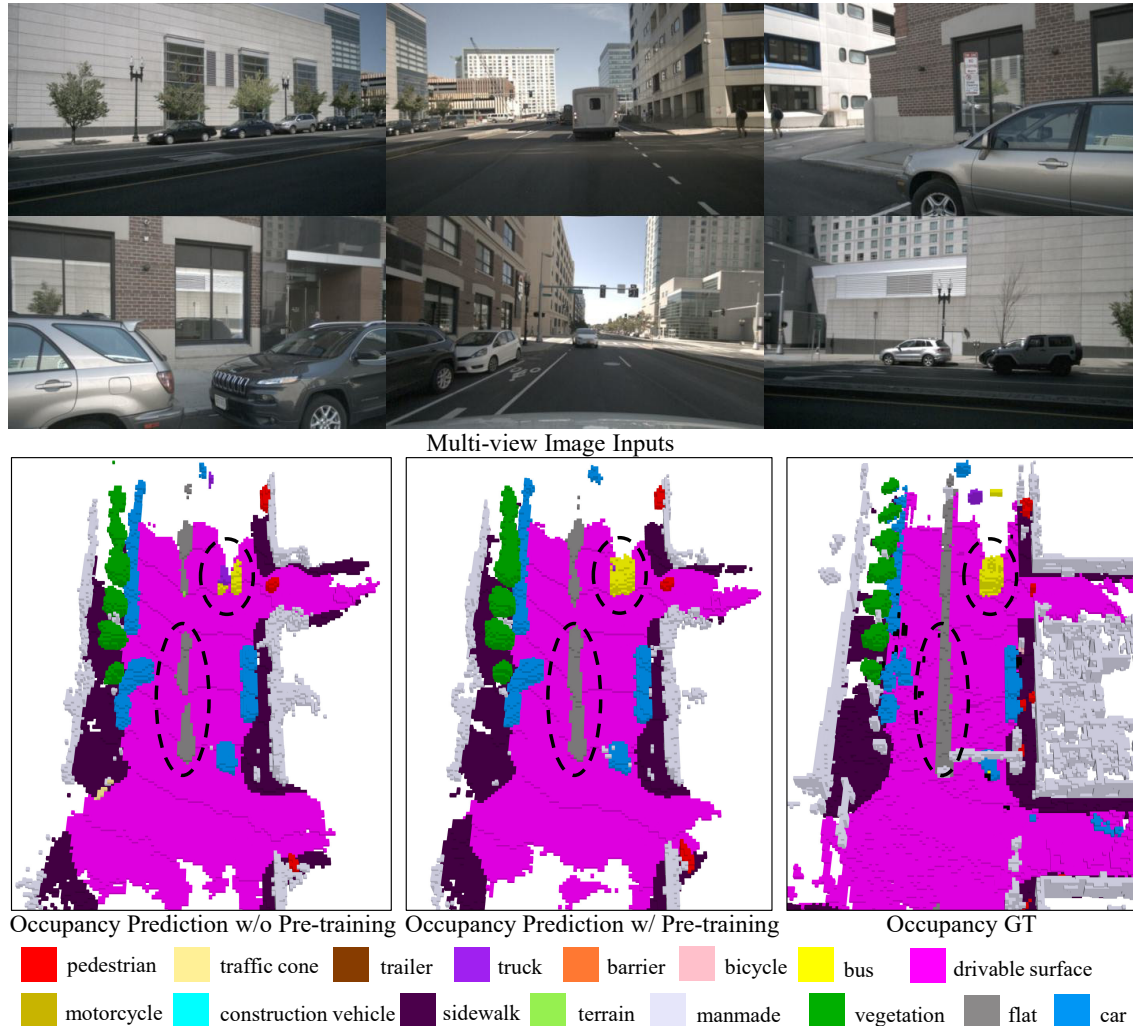 Multi-view Image Inputs
Occupancy Prediction w/o Pre-training
Occupancy Prediction w/ Pre-training
Occupancy GT
pedestrian
traffic cone
trailer
truck
barrier
bicycle
bus
drivable surface
motorcycle
construction vehicle
sidewalk
terrain
manmade
vegetation
flat
car